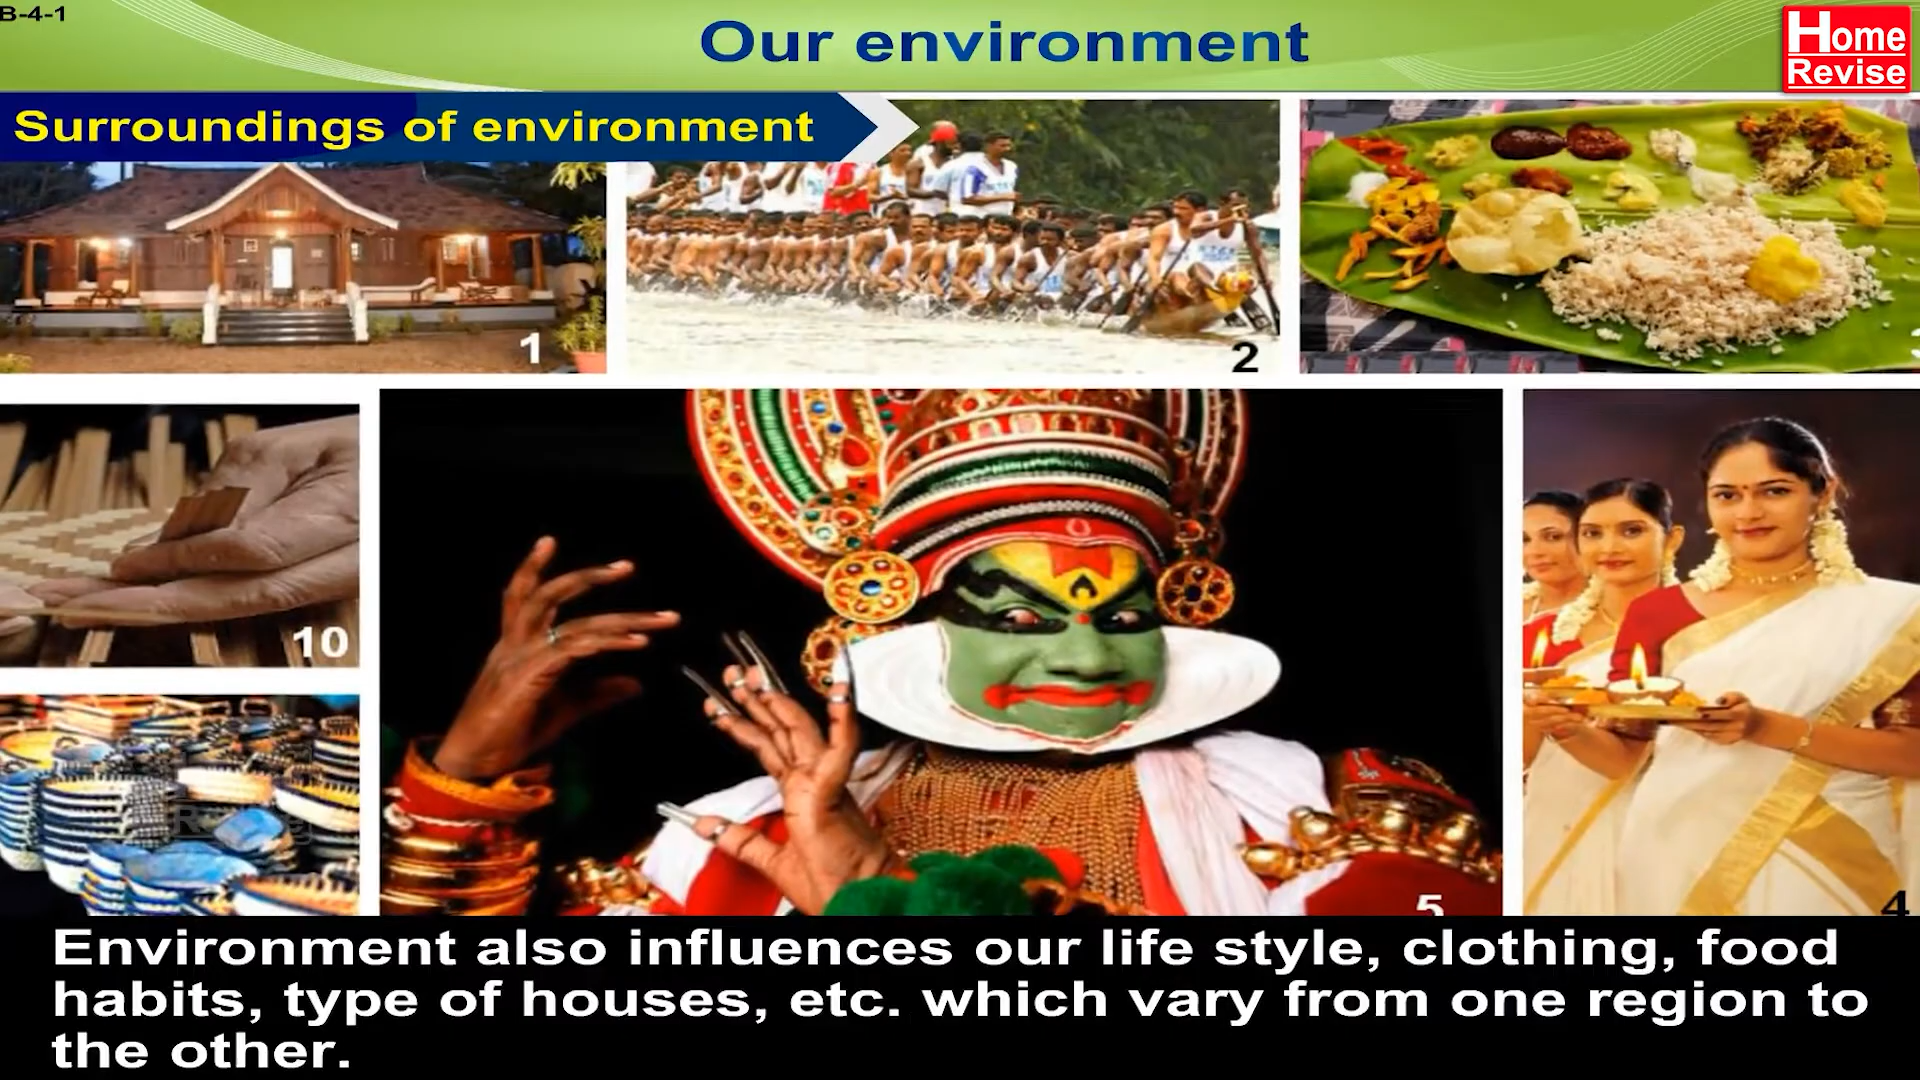 B-4-1
Our environment
Home
Revise
Surroundings of environment
1
2
10
5
4
Environment also influences our life style, clothing, food
habits, type of houses, etc. which vary from one region to
the other.